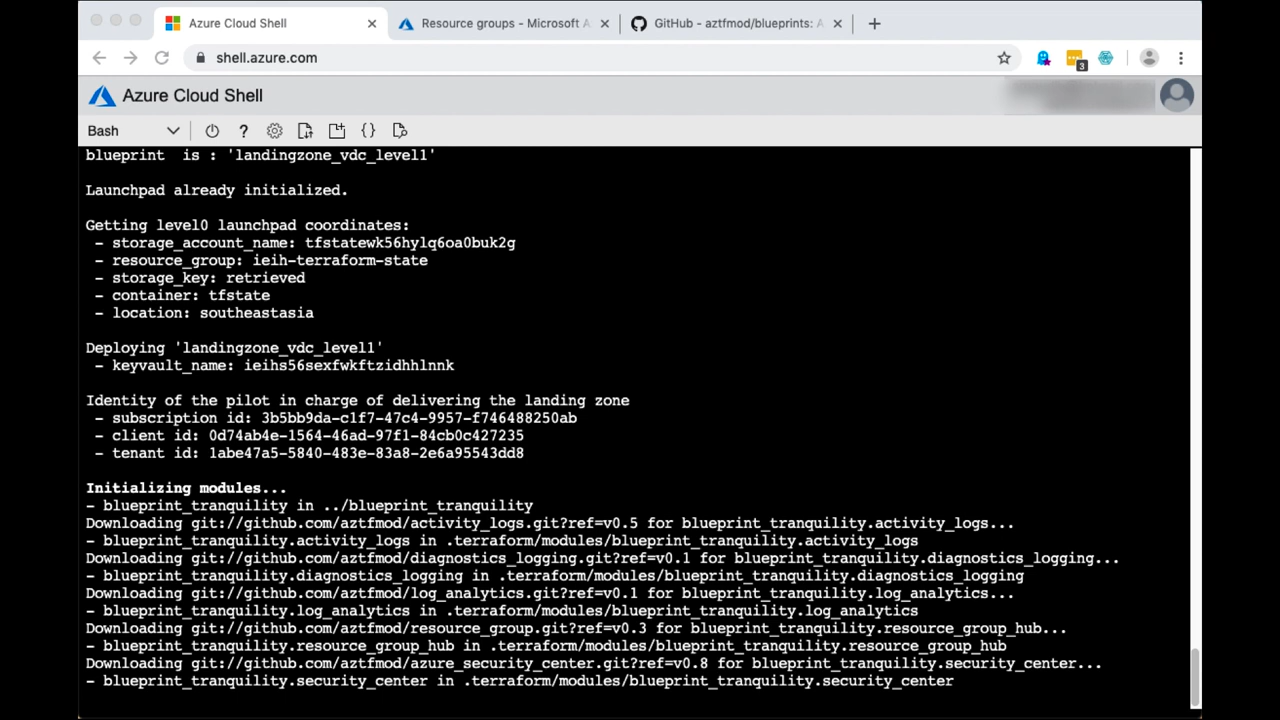 Azure Cloud Shell
Resource groups - Microsoft A
GitHub - aztfmod/blueprints: A
shell.azure.com
3
Azure Cloud Shell
Bash
?
{}
blueprint  is : 'landingzone_vdc_level1'
Launchpad already initialized.
Getting level0 launchpad coordinates:
- storage_account_name: tfstatewk56hylq6oa0buk2g
- resource_group: ieih-terraform-state
- storage_key: retrieved
- container: tfstate
- location: southeastasia
Deploying 'landingzone_vdc_level1'
- keyvault_name: ieihs56sexfwkftzidhhlnnk
Identity of the pilot in charge of delivering the landing zone
- subscription id: 3b5bb9da-c1f7-47c4-9957-f746488250ab
- client id: 0d74ab4e-1564-46ad-97f1-84cb0c427235
- tenant id: 1abe47a5-5840-483e-83a8-2e6a95543dd8
Initializing modules...
- blueprint_tranquility in ../blueprint_tranquility
Downloading git://github.com/aztfmod/activity_logs.git?ref=v0.5 for blueprint_tranquility.activity_logs...
- blueprint_tranquility.activity_logs in .terraform/modules/blueprint_tranquility.activity_logs
Downloading git://github.com/aztfmod/diagnostics_logging.git?ref=v0.1 for blueprint_tranquility.diagnostics_logging...
- blueprint_tranquility.diagnostics_logging in .terraform/modules/blueprint_tranquility.diagnostics_logging
Downloading git://github.com/aztfmod/log_analytics.git?ref=v0.1 for blueprint_tranquility.log_analytics...
- blueprint_tranquility.log_analytics in .terraform/modules/blueprint_tranquility.log_analytics
Downloading git://github.com/aztfmod/resource_group.git?ref=v0.3 for blueprint_tranquility.resource_group_hub...
- blueprint_tranquility.resource_group_hub in .terraform/modules/blueprint_tranquility.resource_group_hub
Downloading git://github.com/aztfmod/azure_security_center.git?ref=v0.8 for blueprint_tranquility.security_center...
- blueprint_tranquility.security_center in .terraform/modules/blueprint_tranquility.security_center